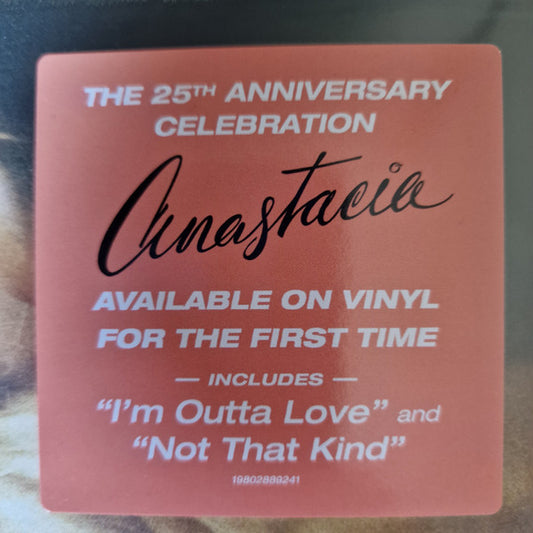 THE 25TH ANNIVERSARY
CELEBRATION
Anastacia
AVAILABLE ON VINYL
FOR THE FIRST TIME
— INCLUDES —
“I’m Outta Love” and
“Not That Kind”
19802889241